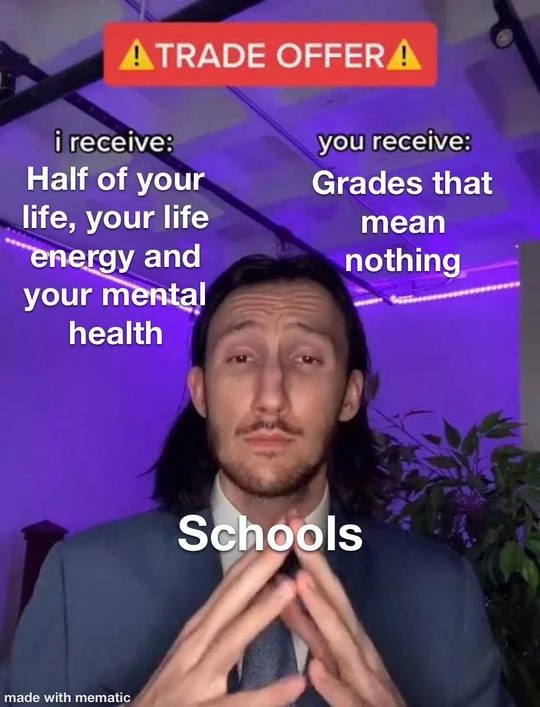 ⚠️TRADE OFFER⚠️
i receive:
Half of your
life, your life
energy and
your mental
health
you receive:
Grades that
mean
nothing
Schools
made with mematic